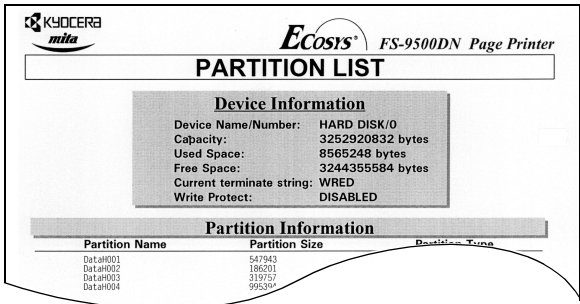 KYOCERA
mita
ECOSYS® FS-9500DN Page Printer
PARTITION LIST
Device Information
Device Name/Number: HARD DISK/0
Capacity: 3252920832 bytes
Used Space: 8565248 bytes
Free Space: 3244355584 bytes
Current terminate string: WRED
Write Protect: DISABLED
Partition Information
Partition Name Partition Size Partition Type
DataH001 547943
DataH002 186201
DataH003 319757
DataH004